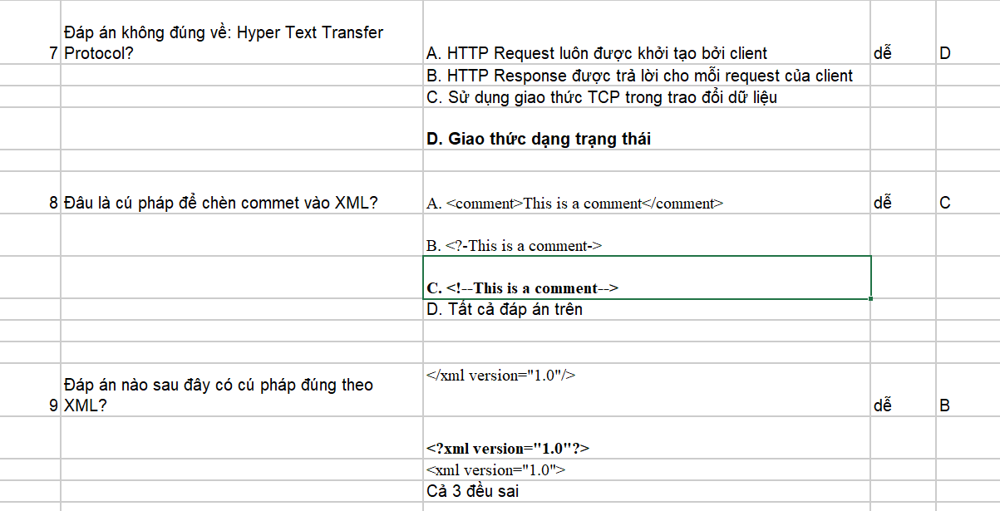 Đáp án không đúng về: Hyper Text Transfer
7 Protocol? A. HTTP Request luôn được khởi tạo bởi client dễ D
B. HTTP Response được trả lời cho mỗi request của client
C. Sử dụng giao thức TCP trong trao đổi dữ liệu
D. Giao thức dạng trạng thái
8 Đâu là cú pháp để chèn commet vào XML? A. <comment>This is a comment</comment> dễ C
B. <?-This is a comment->
C. <!--This is a comment-->
D. Tất cả đáp án trên
</xml version="1.0"/>
Đáp án nào sau đây có cú pháp đúng theo
9 XML? dễ B
<?xml version="1.0"?>
<xml version="1.0">
Cả 3 đều sai